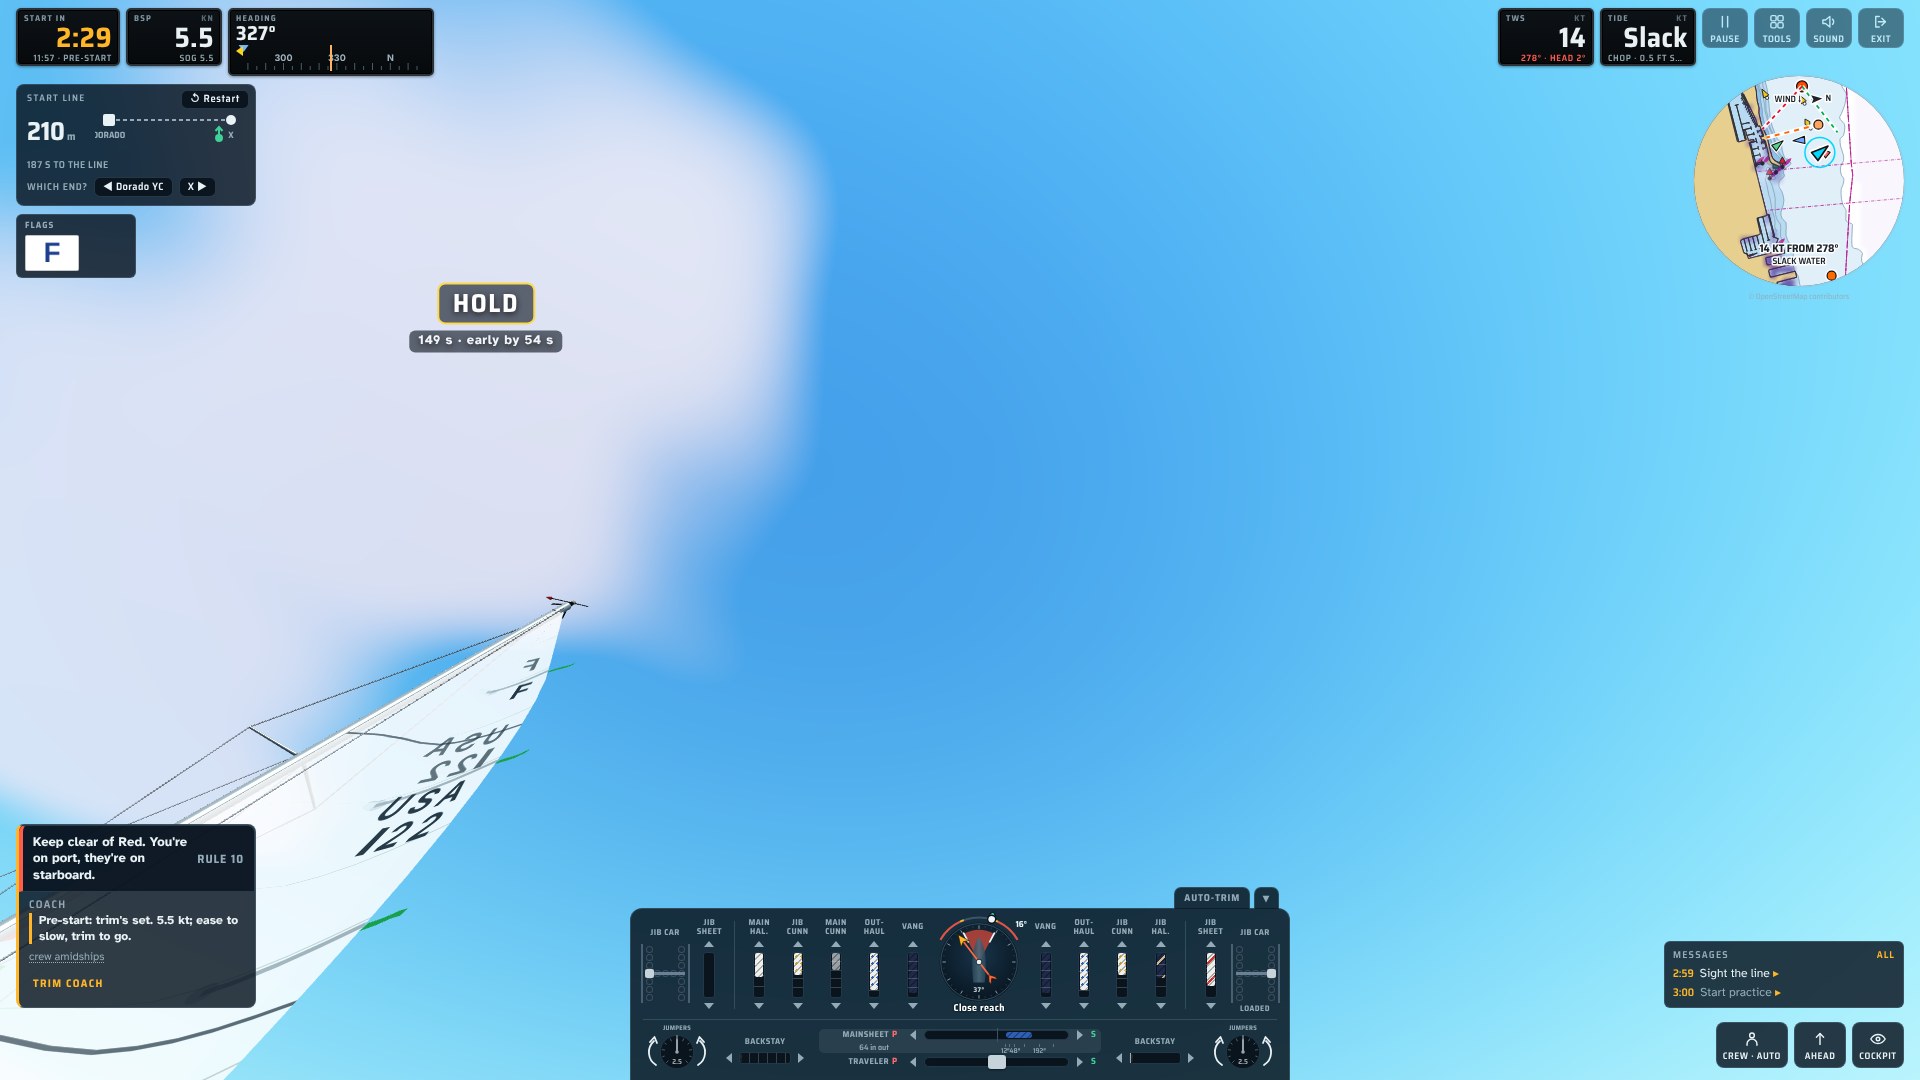 START IN
2:29
11:57 · PRE-START
BSP KN
5.5
SOG 5.5
HEADING
327°
300 330 N
TWS KT
14
278° · HEAD 2°
TIDE KT
Slack
CHOP · 0.5 FT S...
PAUSE
TOOLS
SOUND
EXIT
START LINE
Restart
210 m
DORADO X
187 S TO THE LINE
WHICH END? ◀ Dorado YC X ▶
FLAGS
F
HOLD
149 s · early by 54 s
WIND N
14 KT FROM 278°
SLACK WATER
© OpenStreetMap contributors
F
F
USA
122
USA
122
Keep clear of Red. You're on port, they're on starboard.
RULE 10
COACH
Pre-start: trim's set. 5.5 kt; ease to slow, trim to go.
crew amidships
TRIM COACH
AUTO-TRIM ▼
JIB CAR
JIB SHEET
MAIN HAL.
JIB CUNN
MAIN CUNN
OUT-HAUL
VANG
16°
37°
Close reach
VANG
OUT-HAUL
JIB CUNN
JIB HAL.
JIB SHEET
JIB CAR
LOADED
JUMPERS
2.5
BACKSTAY
MAINSHEET P S
64 in out
192°
TRAVELER P S
BACKSTAY
JUMPERS
2.5
MESSAGES ALL
2:59 Sight the line ▸
3:00 Start practice ▸
CREW · AUTO
AHEAD
COCKPIT